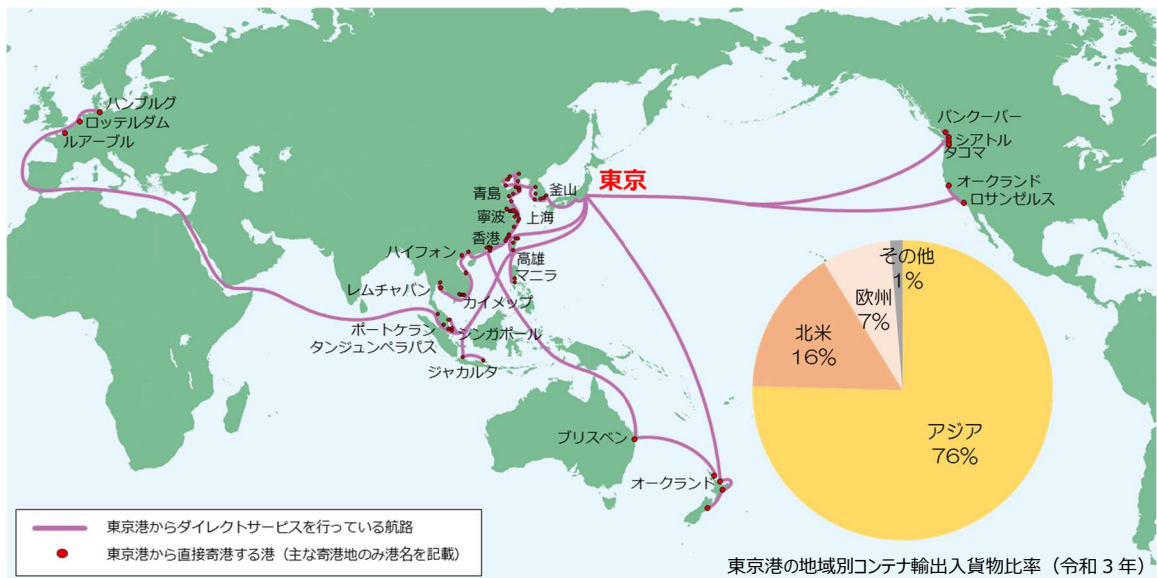 ハンブルグ
ロッテルダム
ルアーブル
バンクーバー
シアトル
タコマ
オークランド
ロサンゼルス
東京
釜山
青島
寧波
上海
香港
ハイフォン
高雄
マニラ
レムチャバン
カイメップ
ポートケラン
シンガポール
タンジュンペラパス
ジャカルタ
ブリスベン
オークランド
その他
1%
欧州
7%
北米
16%
アジア
76%
東京港からダイレクトサービスを行っている航路
東京港から直接寄港する港（主な寄港地のみ港名を記載）
東京港の地域別コンテナ輸出入貨物比率（令和３年）